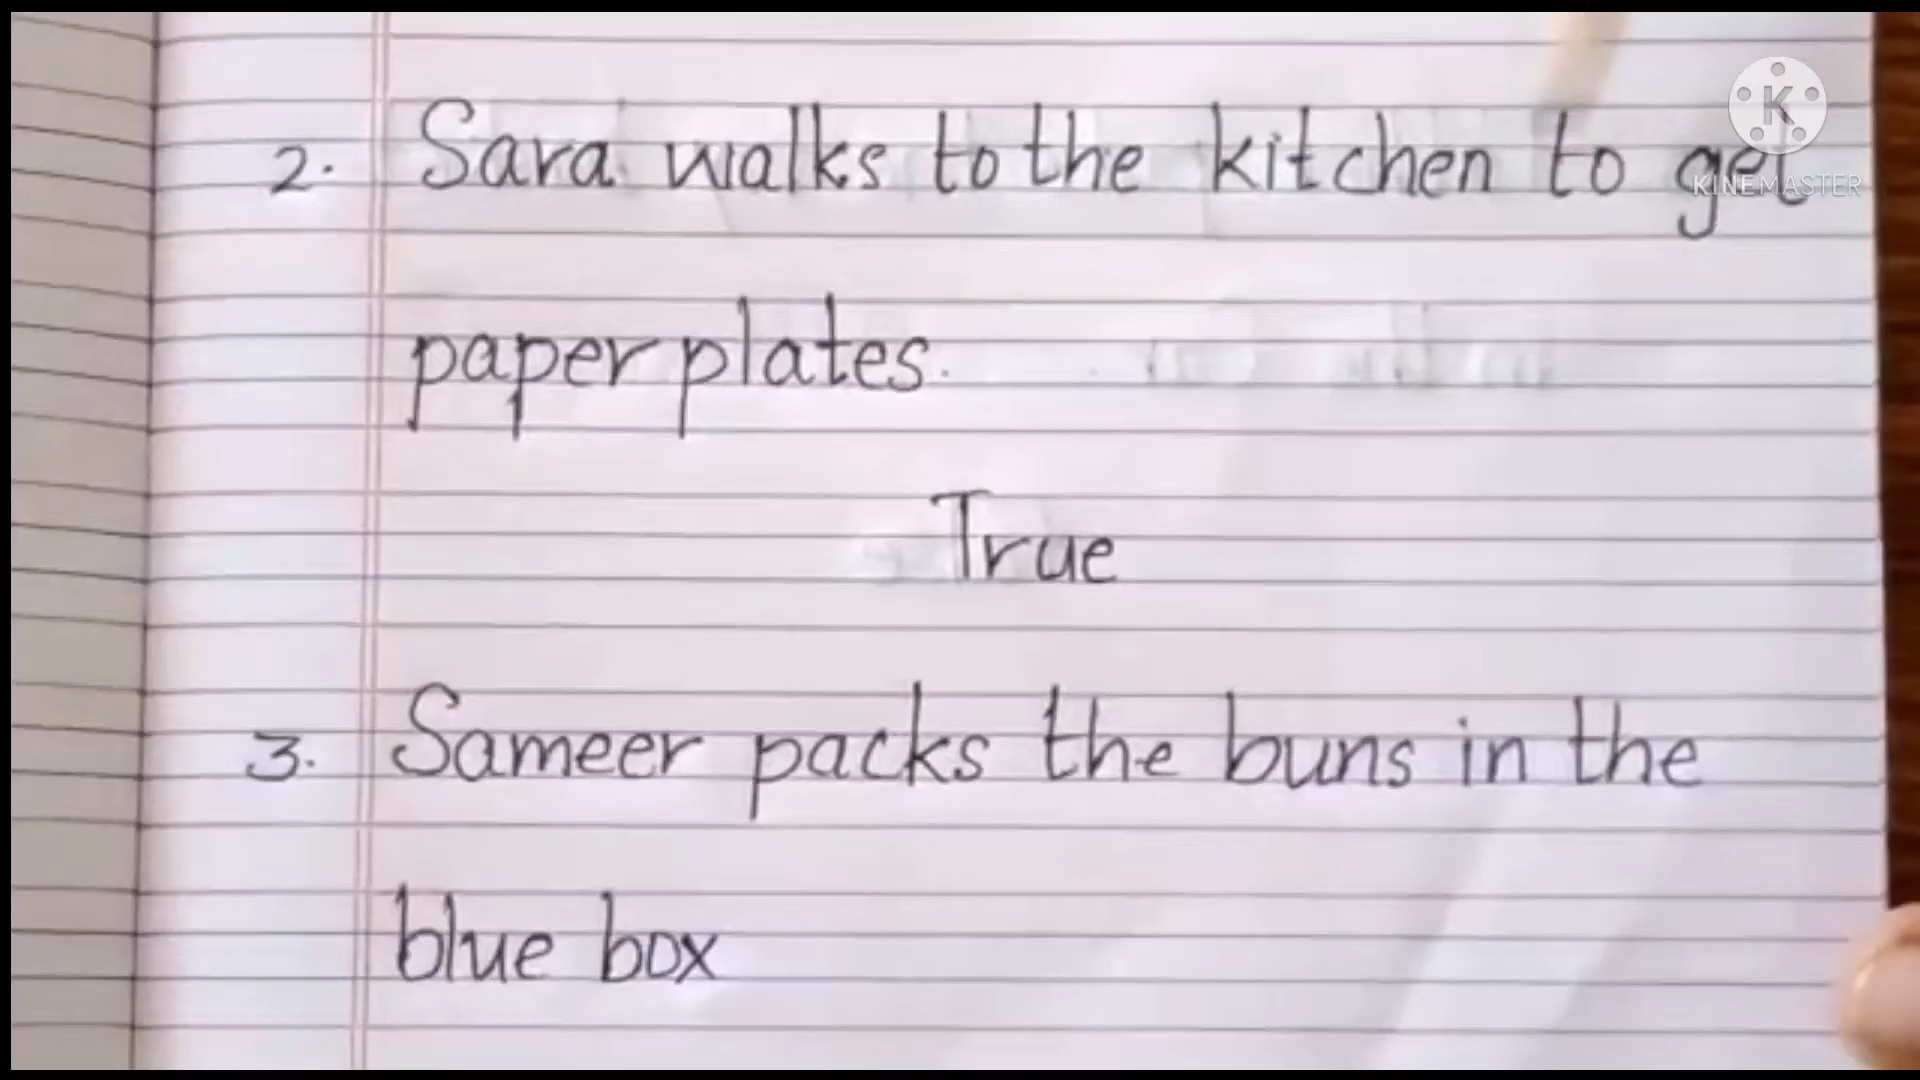 2. Sara walks to the kitchen to get
K
KINEMASTER
paper plates.
True
3. Sameer packs the buns in the
blue box